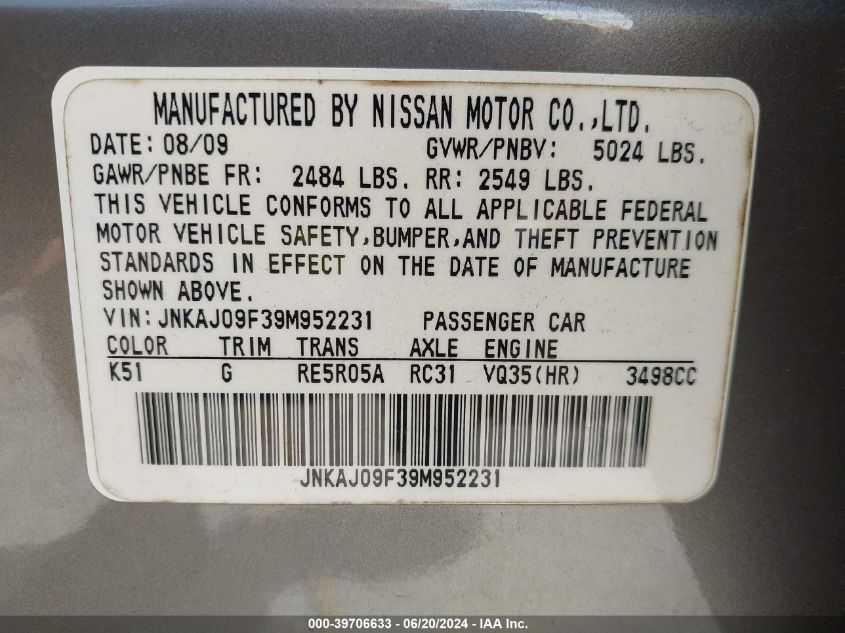 MANUFACTURED BY NISSAN MOTOR CO.,LTD.
DATE: 08/09 GVWR/PNBV: 5024 LBS.
GAWR/PNBE FR: 2484 LBS. RR: 2549 LBS.
THIS VEHICLE CONFORMS TO ALL APPLICABLE FEDERAL
MOTOR VEHICLE SAFETY,BUMPER,AND THEFT PREVENTION
STANDARDS IN EFFECT ON THE DATE OF MANUFACTURE
SHOWN ABOVE.
VIN:JNKAJ09F39M952231 PASSENGER CAR
COLOR TRIM TRANS AXLE ENGINE
K51 G RE5R05A RC31 VQ35(HR) 3498CC
JNKAJ09F39M952231
000-39706633 - 06/20/2024 - IAA Inc.